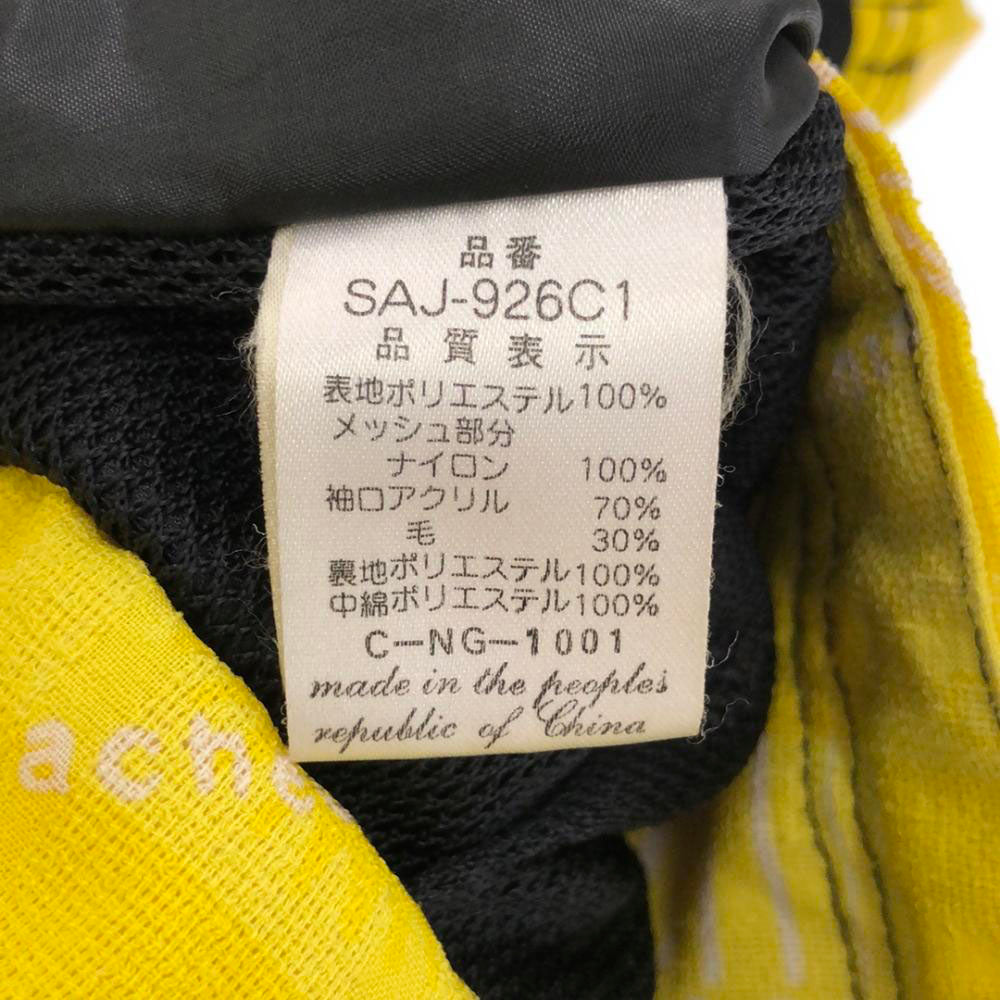 品番
SAJ-926C1
品質表示
表地ポリエステル100%
メッシュ部分
ナイロン 100%
袖口アクリル 70%
毛 30%
裏地ポリエステル100%
中綿ポリエステル100%
C-NG-1001
made in the peoples
republic of China
ache